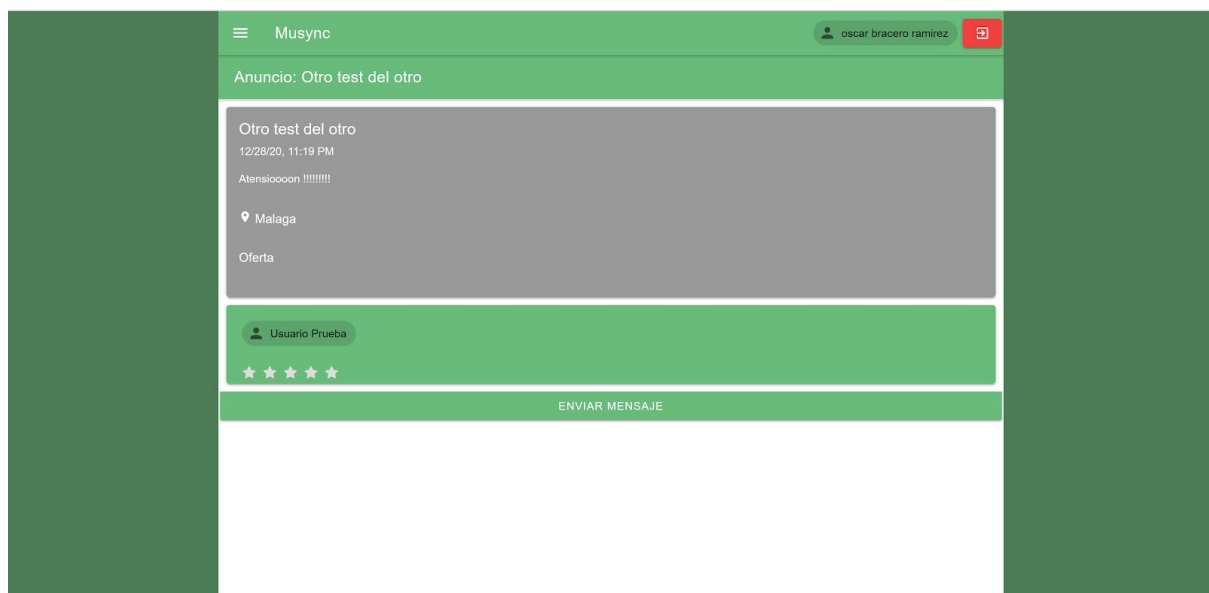 Musync
oscar bracero ramirez
Anuncio: Otro test del otro
Otro test del otro
12/28/20, 11:19 PM
Atensioooon !!!!!!!!!
Malaga
Oferta
Usuario Prueba
ENVIAR MENSAJE